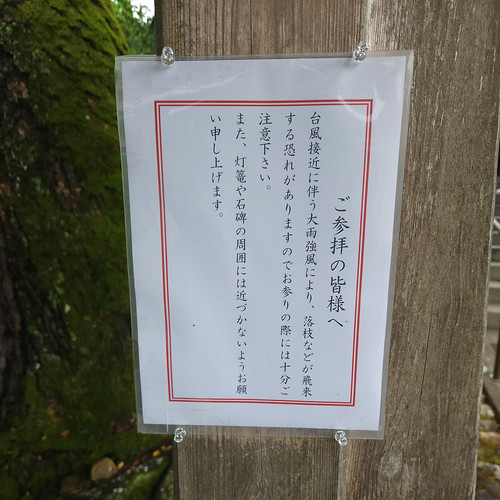 ご参拝の皆様へ
台風接近に伴う大雨強風により、落枝などが飛来
する恐れがありますのでお参りの際には十分ご
注意下さい。
また、灯篭や石碑の周囲には近づかないようお願
い申し上げます。